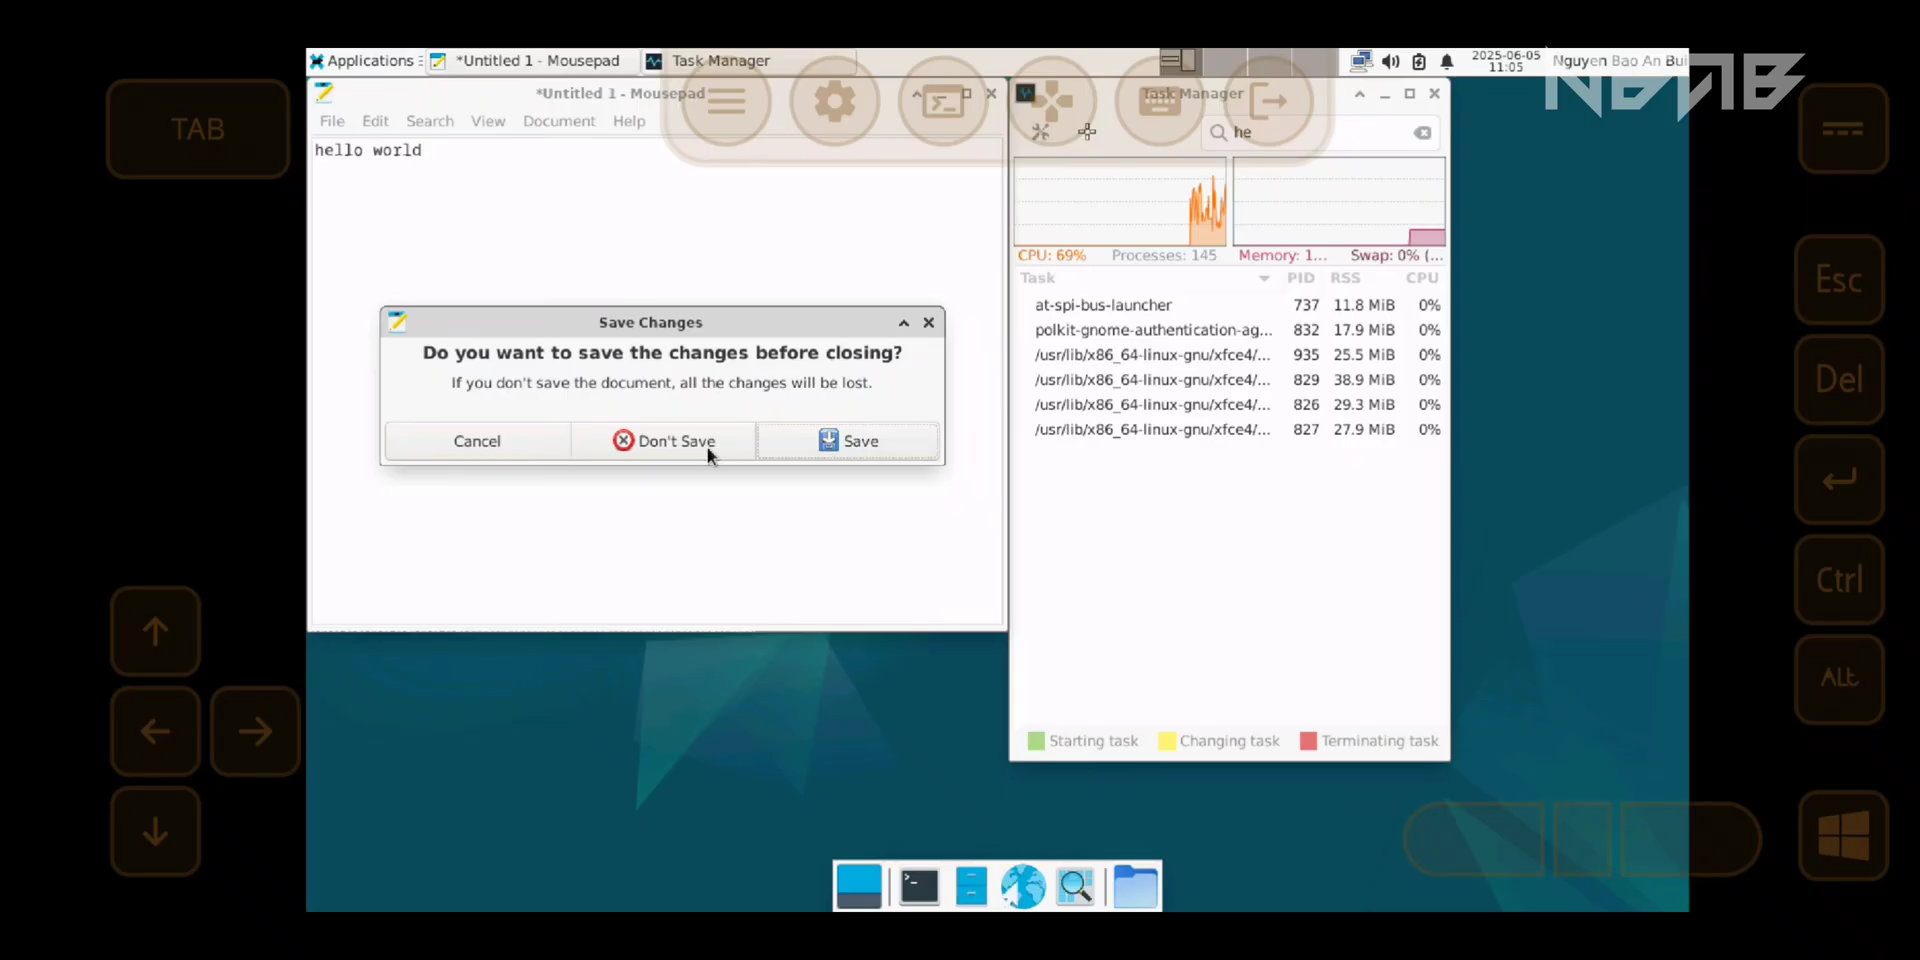 Applications
*Untitled 1 - Mousepad
Task Manager
2025-06-05
11:05
Nguyen Bao An Bui
NBAB
TAB
*Untitled 1 - Mousepad
File Edit Search View Document Help
hello world
Save Changes
Do you want to save the changes before closing?
If you don't save the document, all the changes will be lost.
Cancel
Don't Save
Save
Task Manager
he
CPU: 69%
Processes: 145
Memory: 1...
Swap: 0% (...
Task PID RSS CPU
at-spi-bus-launcher 737 11.8 MiB 0%
polkit-gnome-authentication-ag... 832 17.9 MiB 0%
/usr/lib/x86_64-linux-gnu/xfce4/... 935 25.5 MiB 0%
/usr/lib/x86_64-linux-gnu/xfce4/... 829 38.9 MiB 0%
/usr/lib/x86_64-linux-gnu/xfce4/... 826 29.3 MiB 0%
/usr/lib/x86_64-linux-gnu/xfce4/... 827 27.9 MiB 0%
Starting task
Changing task
Terminating task
Esc
Del
Ctrl
ALt